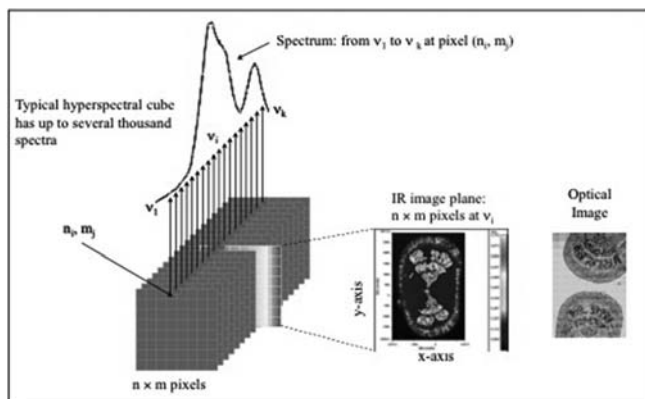 Spectrum: from ν1 to νk at pixel (ni, mj)
Typical hyperspectral cube
has up to several thousand
spectra
νk
νi
ν1
ni, mj
IR image plane:
n × m pixels at νi
Optical
Image
y-axis
x-axis
n × m pixels